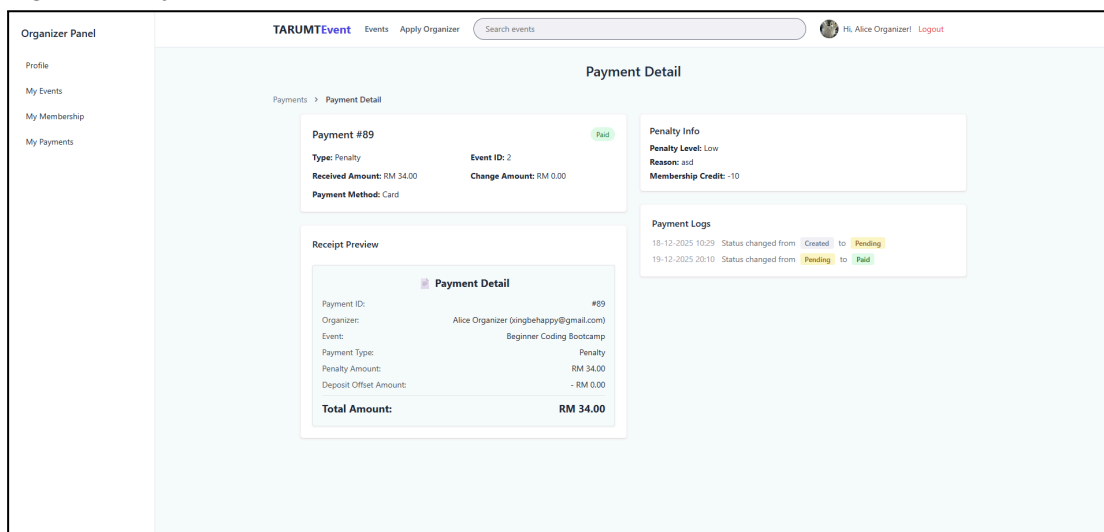 Organizer Panel
Profile
My Events
My Membership
My Payments
TARUMTEvent Events Apply Organizer Search events Hi, Alice Organizer! Logout
Payment Detail
Payments > Payment Detail
Payment #89 Paid
Type: Penalty Event ID: 2
Received Amount: RM 34.00 Change Amount: RM 0.00
Payment Method: Card
Receipt Preview
Payment Detail
Payment ID: #89
Organizer: Alice Organizer (xingbehappy@gmail.com)
Event: Beginner Coding Bootcamp
Payment Type: Penalty
Penalty Amount: RM 34.00
Deposit Offset Amount: - RM 0.00
Total Amount: RM 34.00
Penalty Info
Penalty Level: Low
Reason: asd
Membership Credit: -10
Payment Logs
18-12-2025 10:29 Status changed from Created to Pending
19-12-2025 20:10 Status changed from Pending to Paid